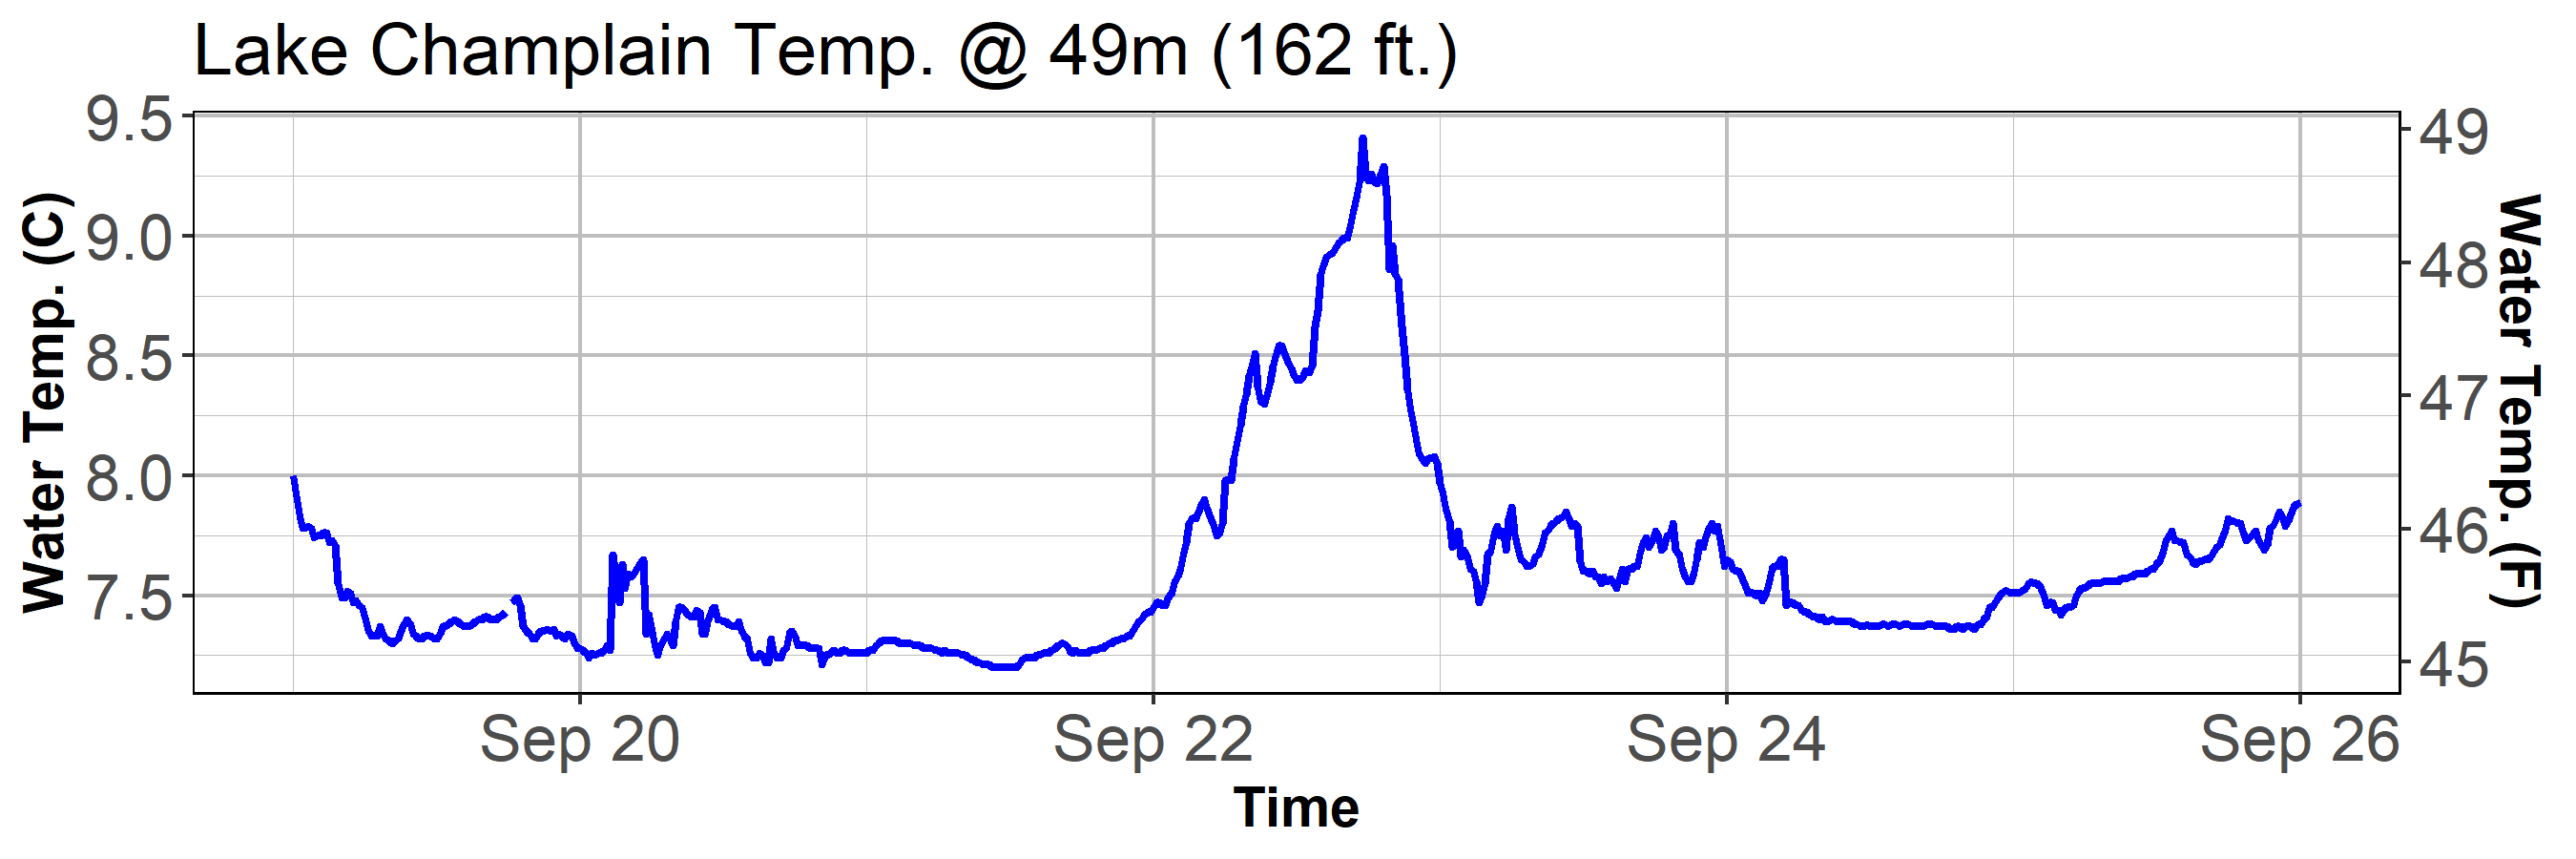 Lake Champlain Temp. @ 49m (162 ft.)
Water Temp. (C)
9.5
9.0
8.5
8.0
7.5
49
48
47
46
45
Water Temp. (F)
Sep 20 Sep 22 Sep 24 Sep 26
Time